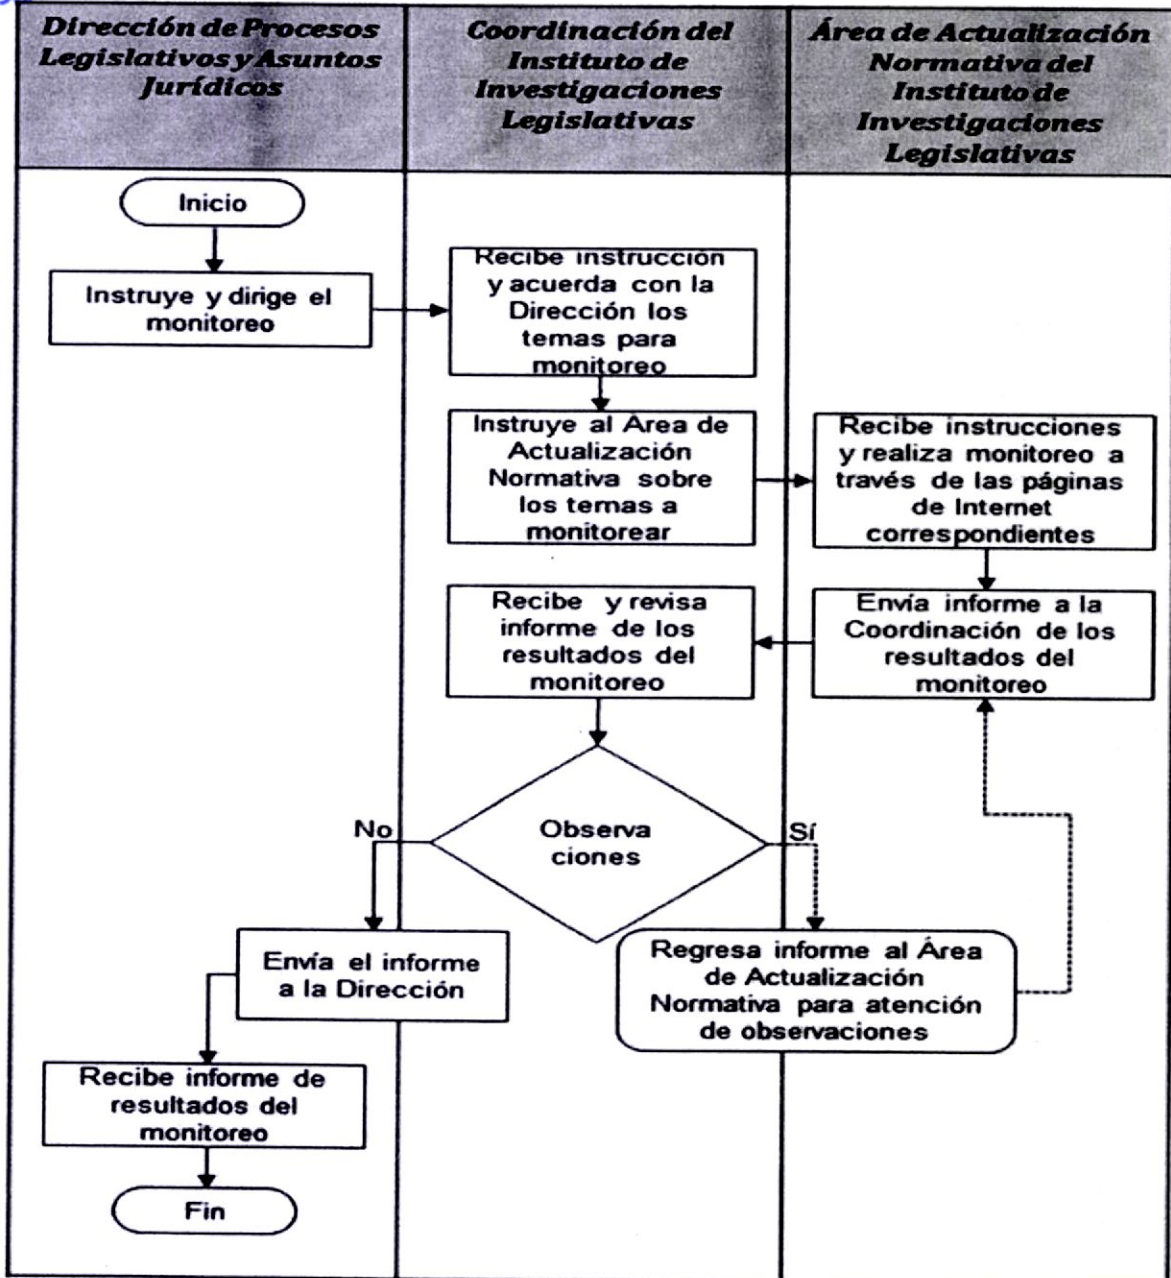 Dirección de Procesos
Legislativos y Asuntos
Jurídicos
Coordinación del
Instituto de
Investigaciones
Legislativas
Área de Actualización
Normativa del
Instituto de
Investigaciones
Legislativas
Inicio
Instruye y dirige el
monitoreo
Recibe instrucción
y acuerda con la
Dirección los
temas para
monitoreo
Instruye al Área de
Actualización
Normativa sobre
los temas a
monitorear
Recibe instrucciones
y realiza monitoreo a
través de las páginas
de Internet
correspondientes
Envía informe a la
Coordinación de los
resultados del
monitoreo
Recibe y revisa
informe de los
resultados del
monitoreo
Observa
ciones
No
Sí
Envía el informe
a la Dirección
Regresa informe al Área
de Actualización
Normativa para atención
de observaciones
Recibe informe de
resultados del
monitoreo
Fin